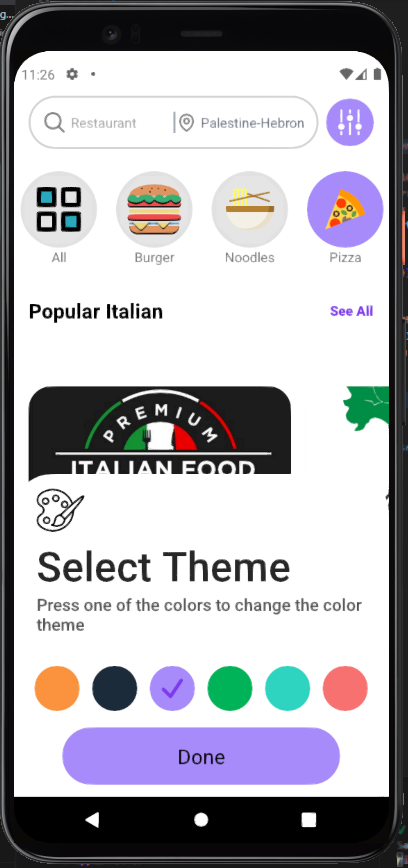 g...
11:26
Restaurant
Palestine-Hebron
All
Burger
Noodles
Pizza
Popular Italian
See All
PREMIUM
ITALIAN FOOD
Select Theme
Press one of the colors to change the color
theme
Done